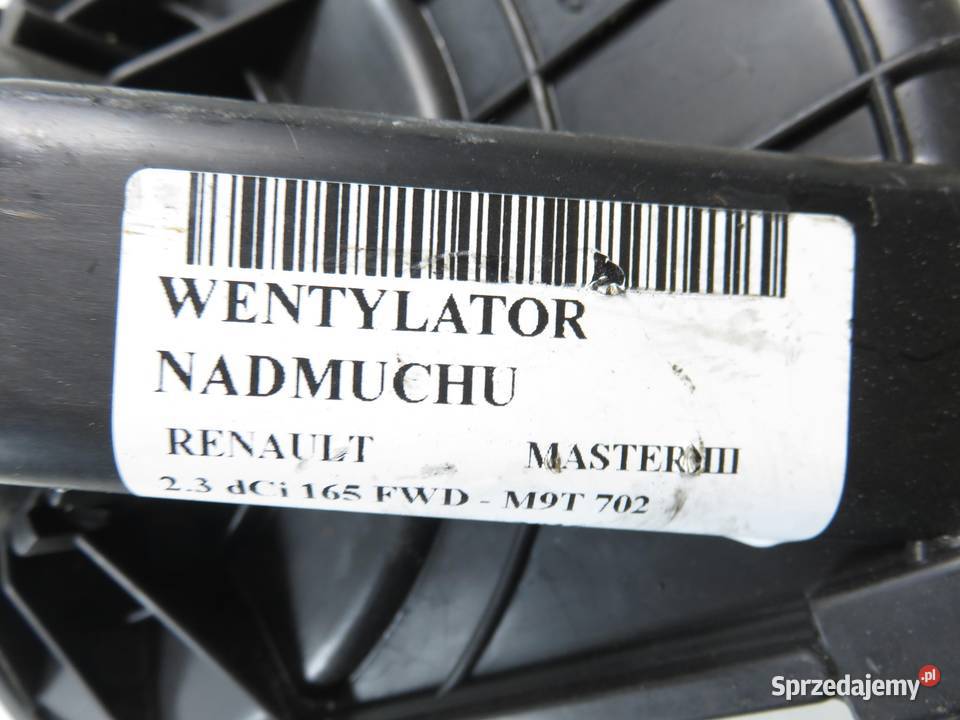 WENTYLATOR
NADMUCHU
RENAULT MASTER III
2.3 dCi 165 FWD - M9T 702
Sprzedajemy.pl